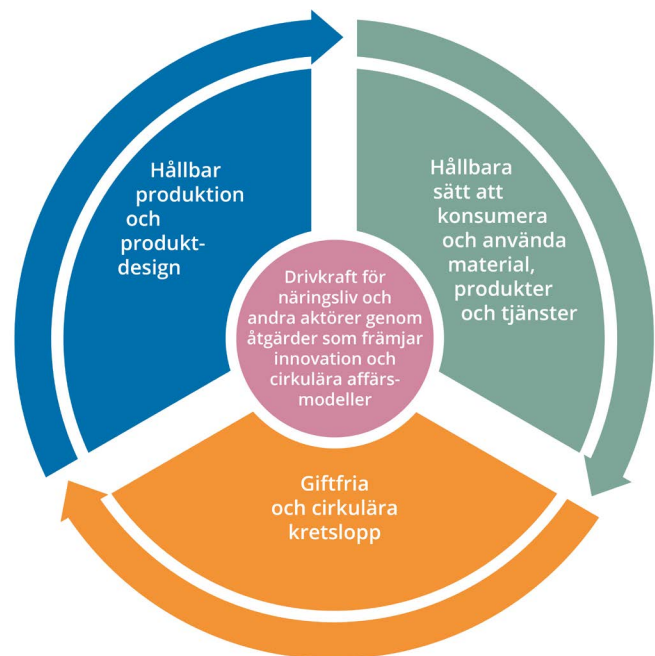 Hållbar
produktion
och
produkt-
design
Hållbara
sätt att
konsumera
och använda
material,
produkter
och tjänster
Drivkraft för
näringsliv och
andra aktörer genom
åtgärder som främjar
innovation och
cirkulära affärs-
modeller
Giftfria
och cirkulära
kretslopp